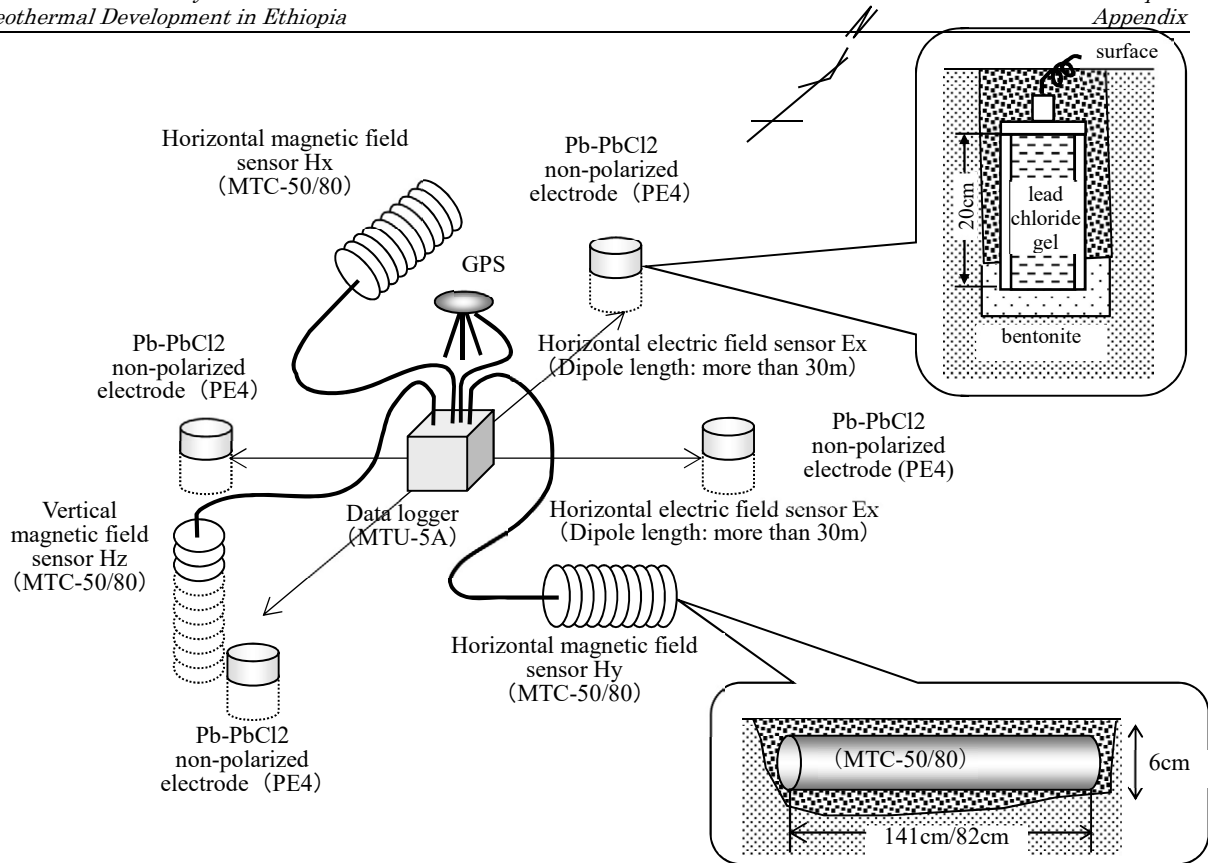 eothermal Development in Ethiopia
Appendix
surface
Horizontal magnetic field
sensor Hx
（MTC-50/80）
Pb-PbCl2
non-polarized
electrode（PE4）
20cm
lead
chloride
gel
bentonite
GPS
Pb-PbCl2
non-polarized
electrode（PE4）
Horizontal electric field sensor Ex
（Dipole length: more than 30m）
Pb-PbCl2
non-polarized
electrode (PE4)
Vertical
magnetic field
sensor Hz
（MTC-50/80）
Data logger
（MTU-5A）
Horizontal electric field sensor Ex
（Dipole length: more than 30m）
Horizontal magnetic field
sensor Hy
（MTC-50/80）
Pb-PbCl2
non-polarized
electrode（PE4）
（MTC-50/80）
6cm
141cm/82cm